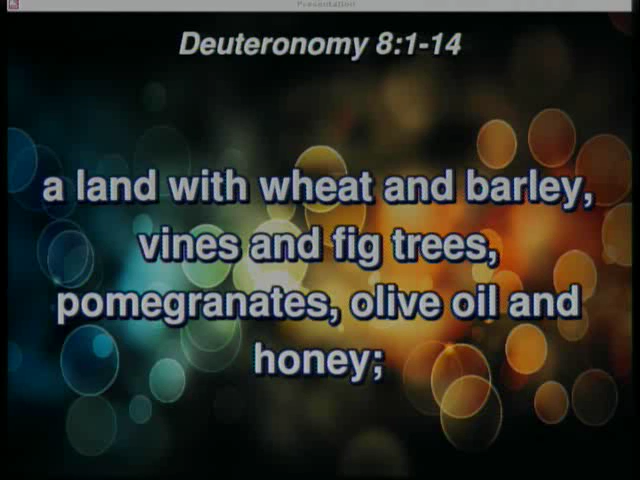 Presentation
Deuteronomy 8:1-14
a land with wheat and barley,
vines and fig trees,
pomegranates, olive oil and
honey;